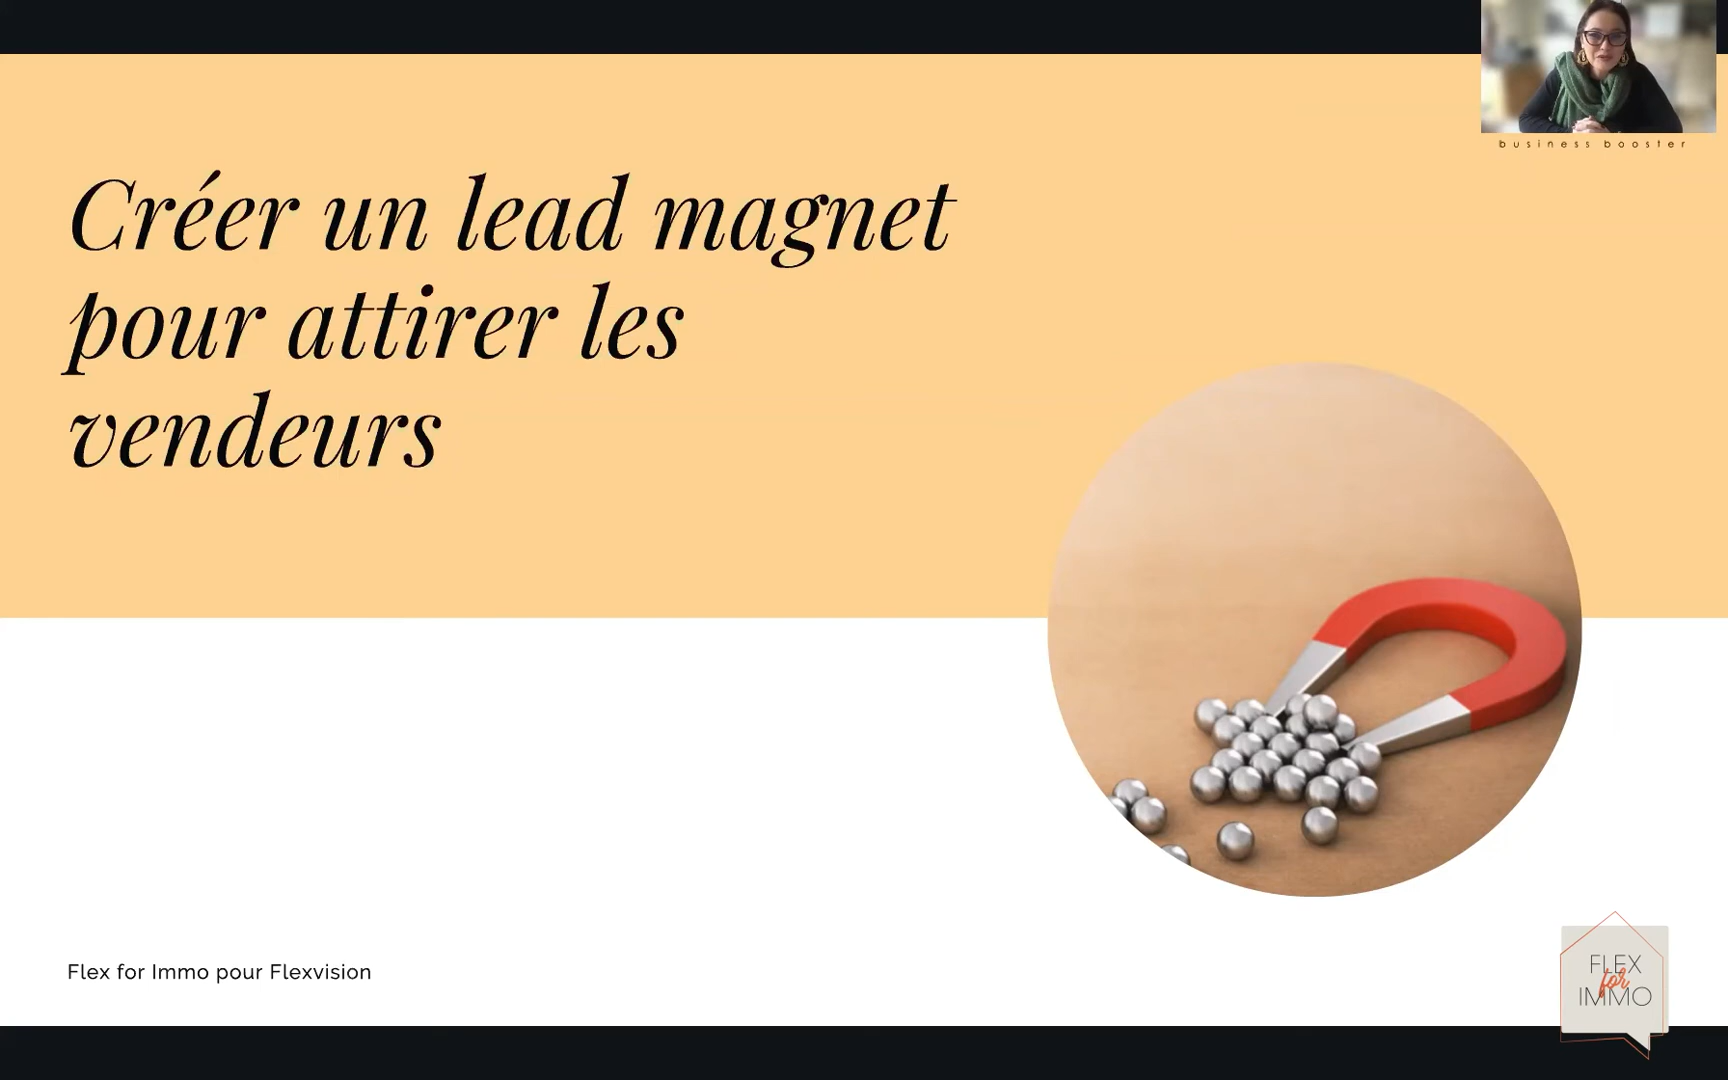 business booster
Créer un lead magnet
pour attirer les
vendeurs
Flex for Immo pour Flexvision
FLEX
for
IMMO